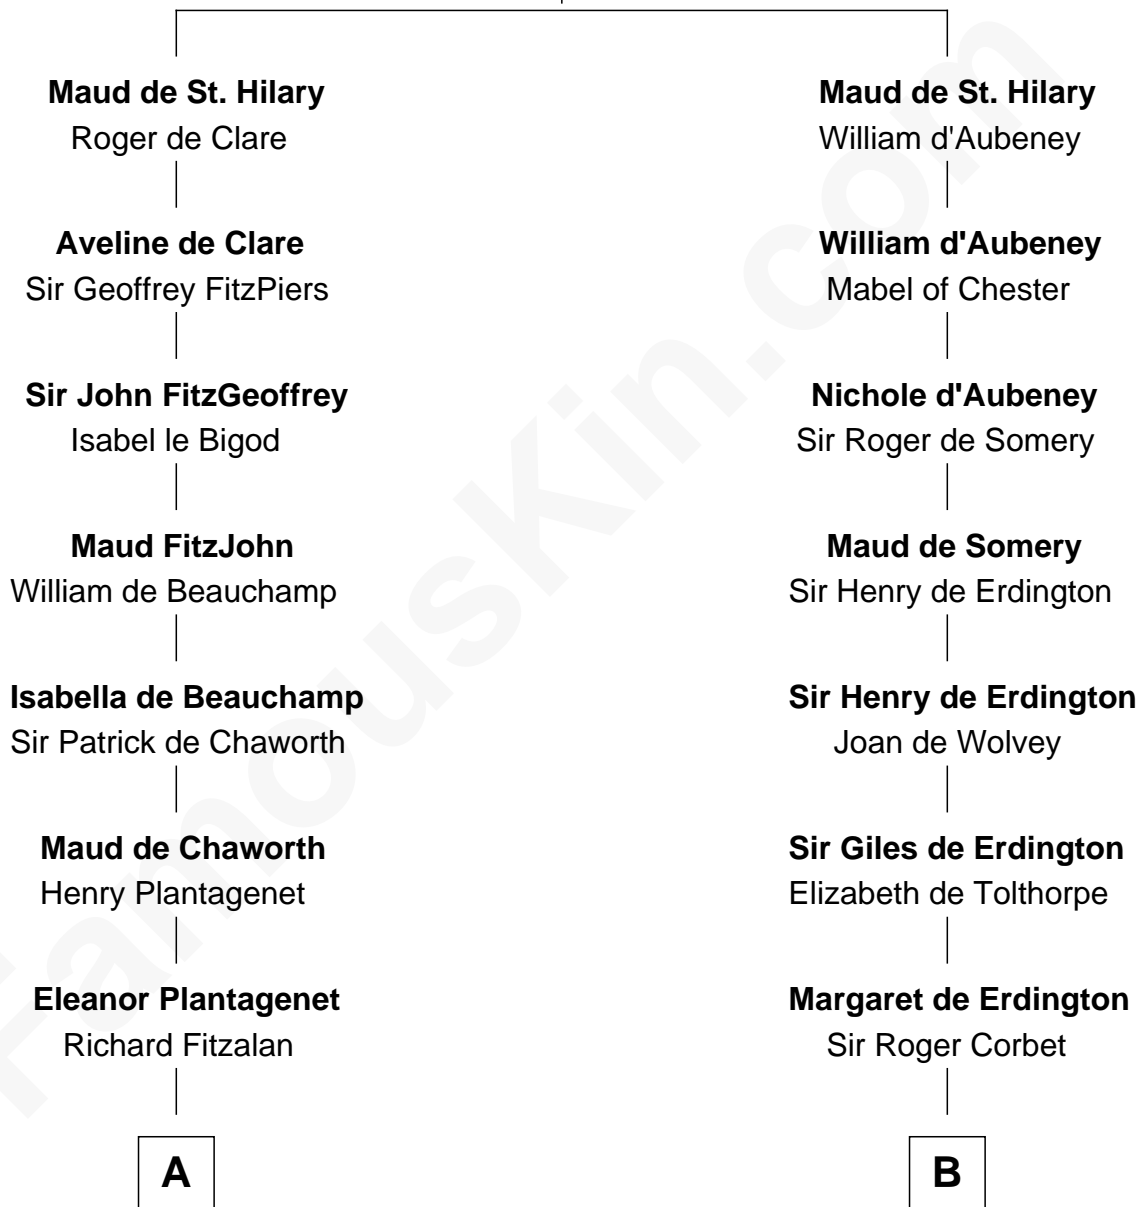 Maud de St. Hilary
Roger de Clare
Aveline de Clare
Sir Geoffrey FitzPiers
Sir John FitzGeoffrey
Isabel le Bigod
Maud FitzJohn
William de Beauchamp
Isabella de Beauchamp
Sir Patrick de Chaworth
Maud de Chaworth
Henry Plantagenet
Eleanor Plantagenet
Richard Fitzalan
A
Maud de St. Hilary
William d'Aubeney
William d'Aubeney
Mabel of Chester
Nichole d'Aubeney
Sir Roger de Somery
Maud de Somery
Sir Henry de Erdington
Sir Henry de Erdington
Joan de Wolvey
Sir Giles de Erdington
Elizabeth de Tolthorpe
Margaret de Erdington
Sir Roger Corbet
B
FamousKin.com